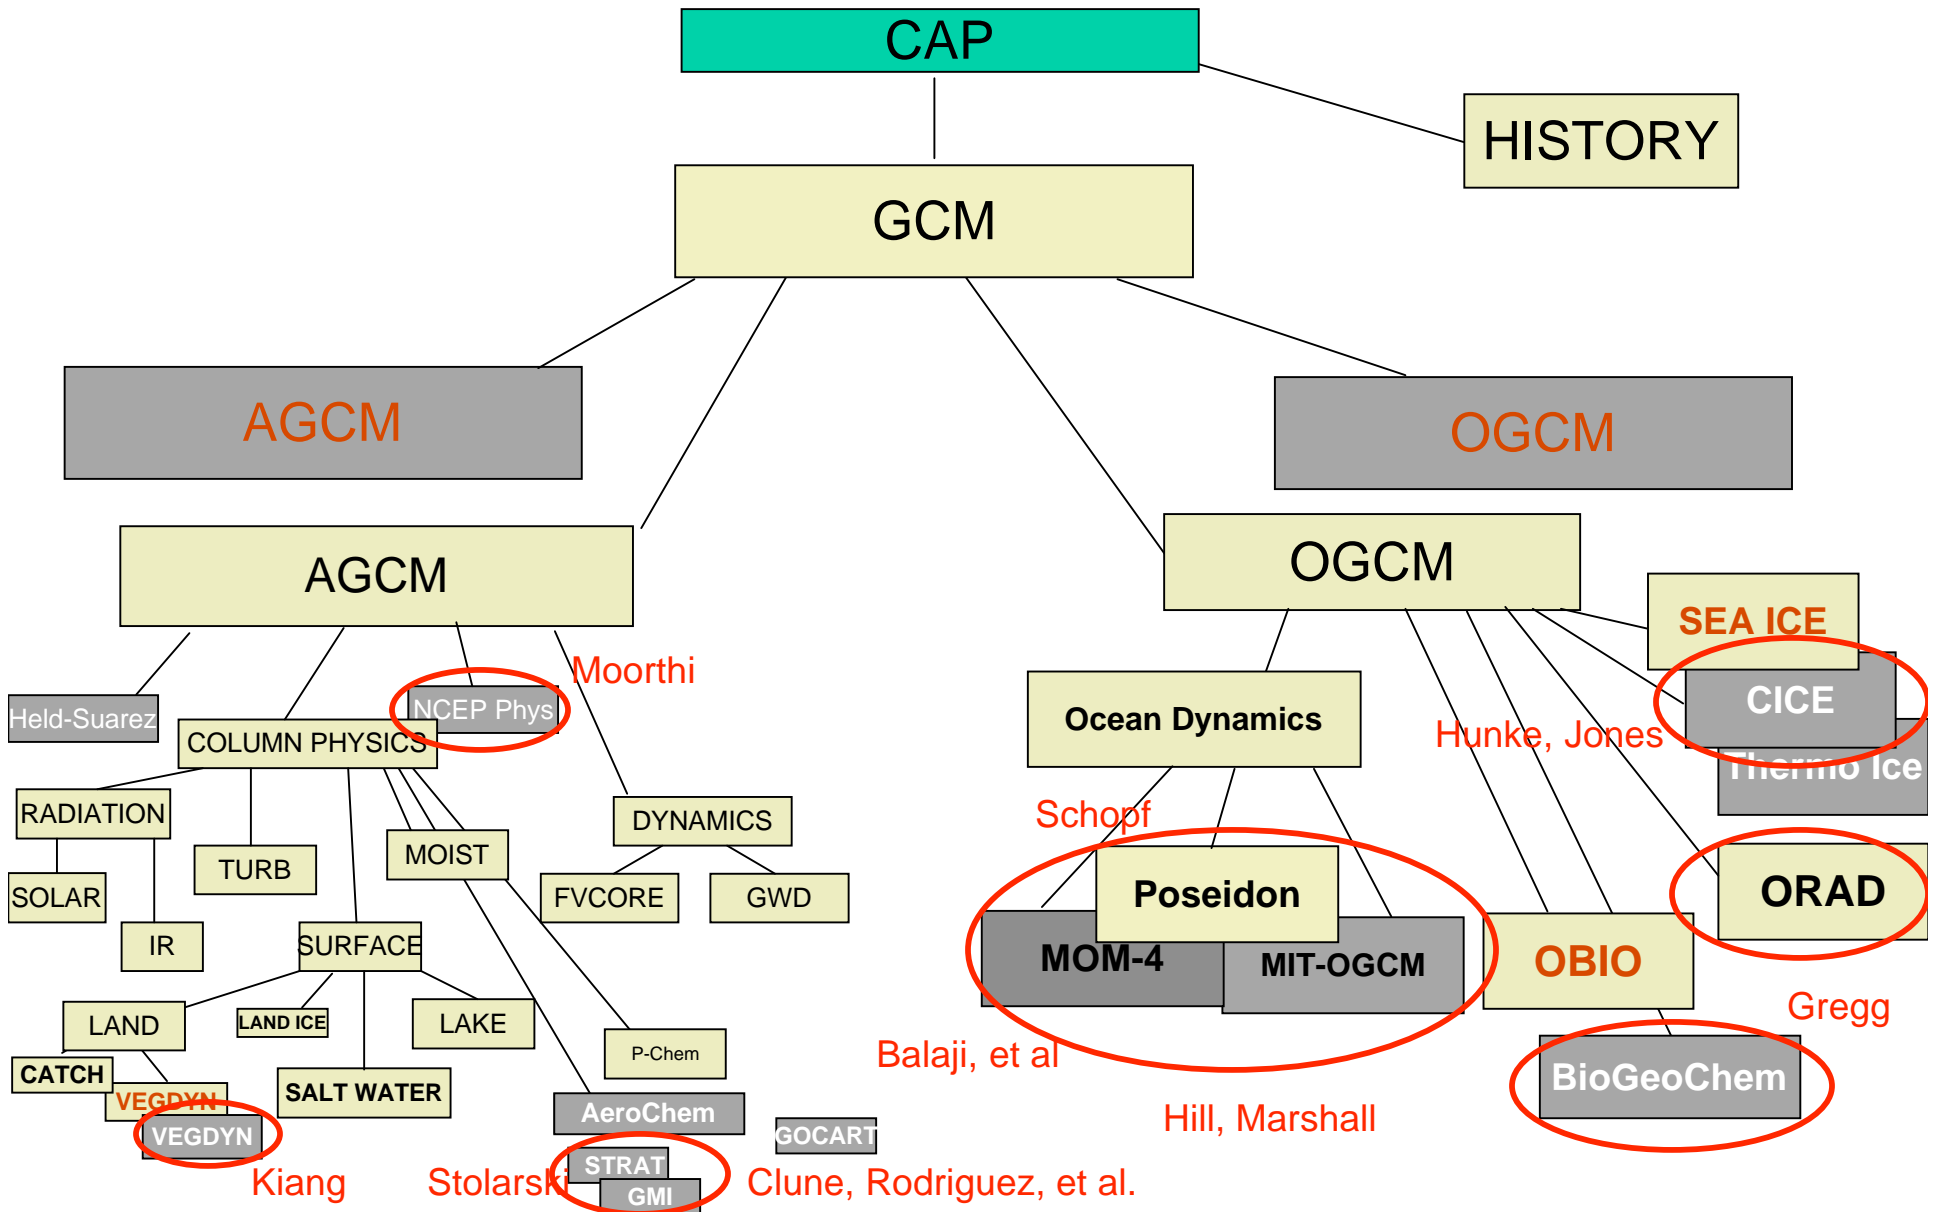 CAP
HISTORY
GCM
AGCM
OGCM
AGCM
OGCM
SEA ICE
Moorthi
Held-Suarez
NCEP Phys
COLUMN PHYSICS
Ocean Dynamics
CICE
Hunke, Jones
Thermo Ice
RADIATION
DYNAMICS
Schopf
TURB
MOIST
SOLAR
FVCORE
GWD
Poseidon
ORAD
IR
SURFACE
MOM-4
MIT-OGCM
OBIO
Gregg
LAND
LAND ICE
LAKE
P-Chem
Balaji, et al
CATCH
VEGDYN
SALT WATER
BioGeoChem
AeroChem
Hill, Marshall
VEGDYN
GOCART
STRAT
Kiang
Stolarski
Clune, Rodriguez, et al.
GMI